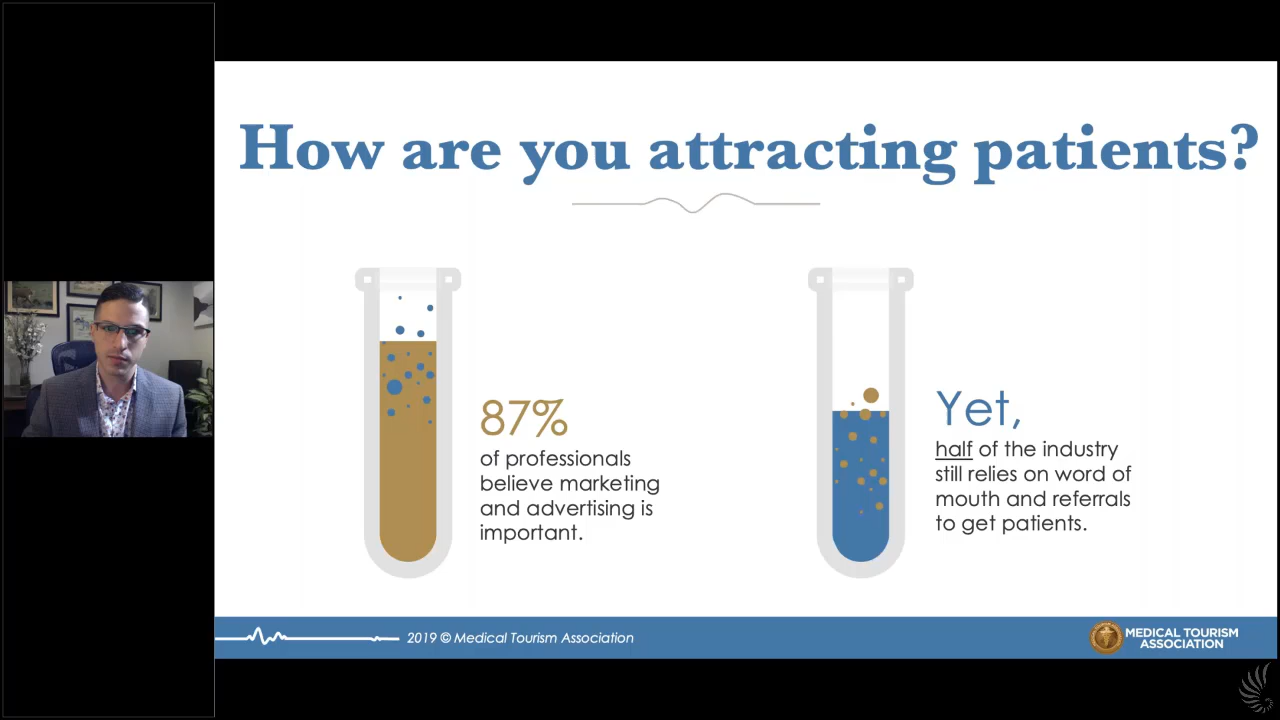 How are you attracting patients?
87%
of professionals
believe marketing
and advertising is
important.
Yet,
half of the industry
still relies on word of
mouth and referrals
to get patients.
2019 © Medical Tourism Association
MEDICAL TOURISM
ASSOCIATION